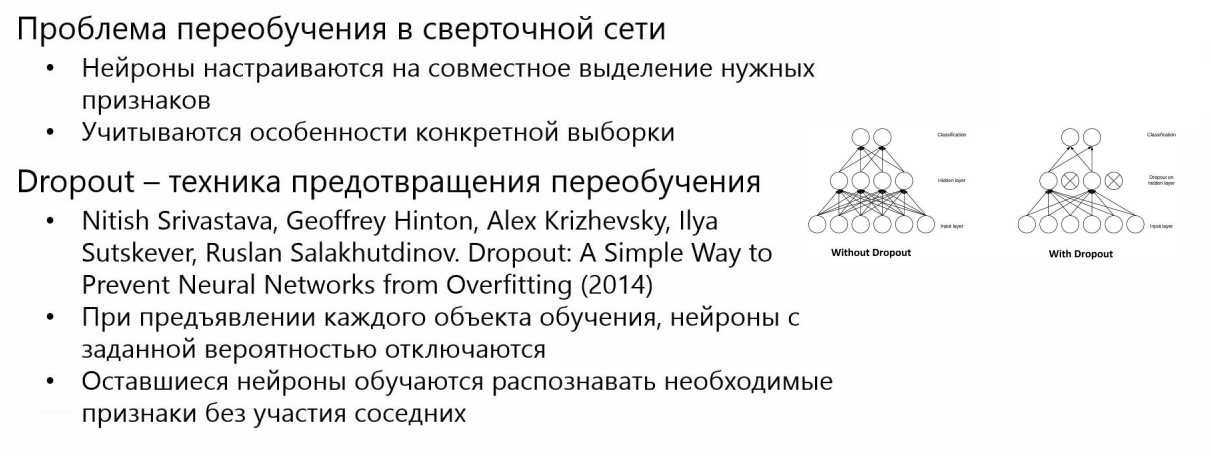 Проблема переобучения в сверточной сети
• Нейроны настраиваются на совместное выделение нужных
признаков
• Учитываются особенности конкретной выборки
Dropout – техника предотвращения переобучения
• Nitish Srivastava, Geoffrey Hinton, Alex Krizhevsky, Ilya
Sutskever, Ruslan Salakhutdinov. Dropout: A Simple Way to
Prevent Neural Networks from Overfitting (2014)
• При предъявлении каждого объекта обучения, нейроны с
заданной вероятностью отключаются
• Оставшиеся нейроны обучаются распознавать необходимые
признаки без участия соседних
Classification
Hidden layer
Input layer
Without Dropout
Classification
Dropout on
hidden layer
Input layer
With Dropout